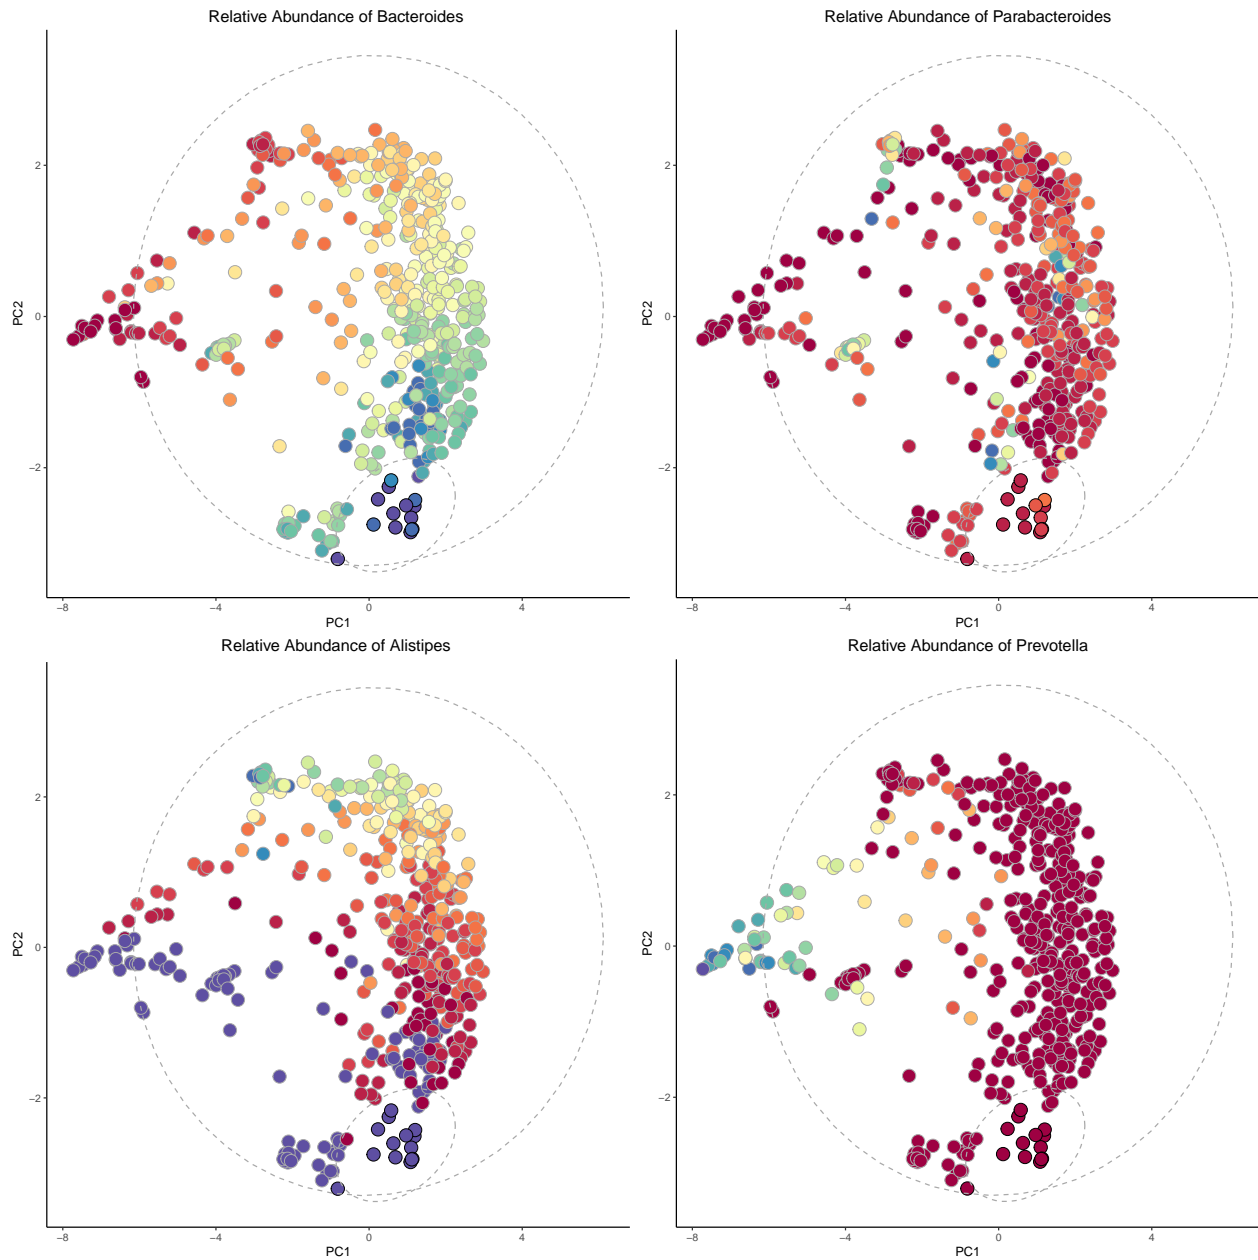 Relative Abundance of Bacteroides
2
0
−2
−8
−4
0
4
PC1
PC2
Relative Abundance of Parabacteroides
2
0
−2
−8
−4
0
4
PC1
PC2
Relative Abundance of Alistipes
2
0
−2
−8
−4
0
4
PC1
PC2
Relative Abundance of Prevotella
2
0
−2
−8
−4
0
4
PC1
PC2